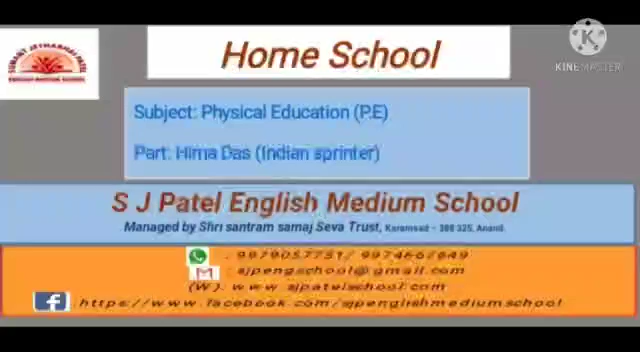 Home School
KINEMASTER
Subject: Physical Education (P.E)
Part: Hima Das (Indian sprinter)
S J Patel English Medium School
Managed by Shri santram samaj Seva Trust, Karamsad - 388 325, Anand.
: sjpengschool@gmail.com
(W). www.sjpatelschool.com
:https://www.facebook.com/sjpenglishmediumschool